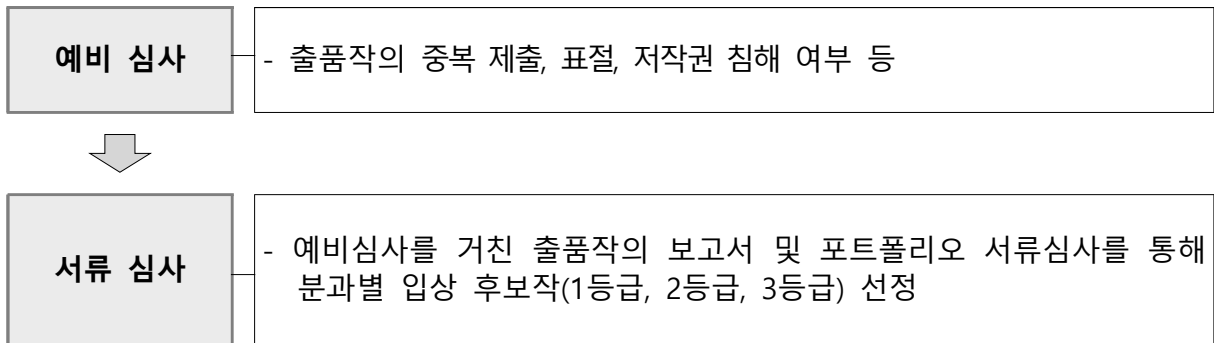 예비 심사
- 출품작의 중복 제출, 표절, 저작권 침해 여부 등
서류 심사
- 예비심사를 거친 출품작의 보고서 및 포트폴리오 서류심사를 통해
분과별 입상 후보작(1등급, 2등급, 3등급) 선정